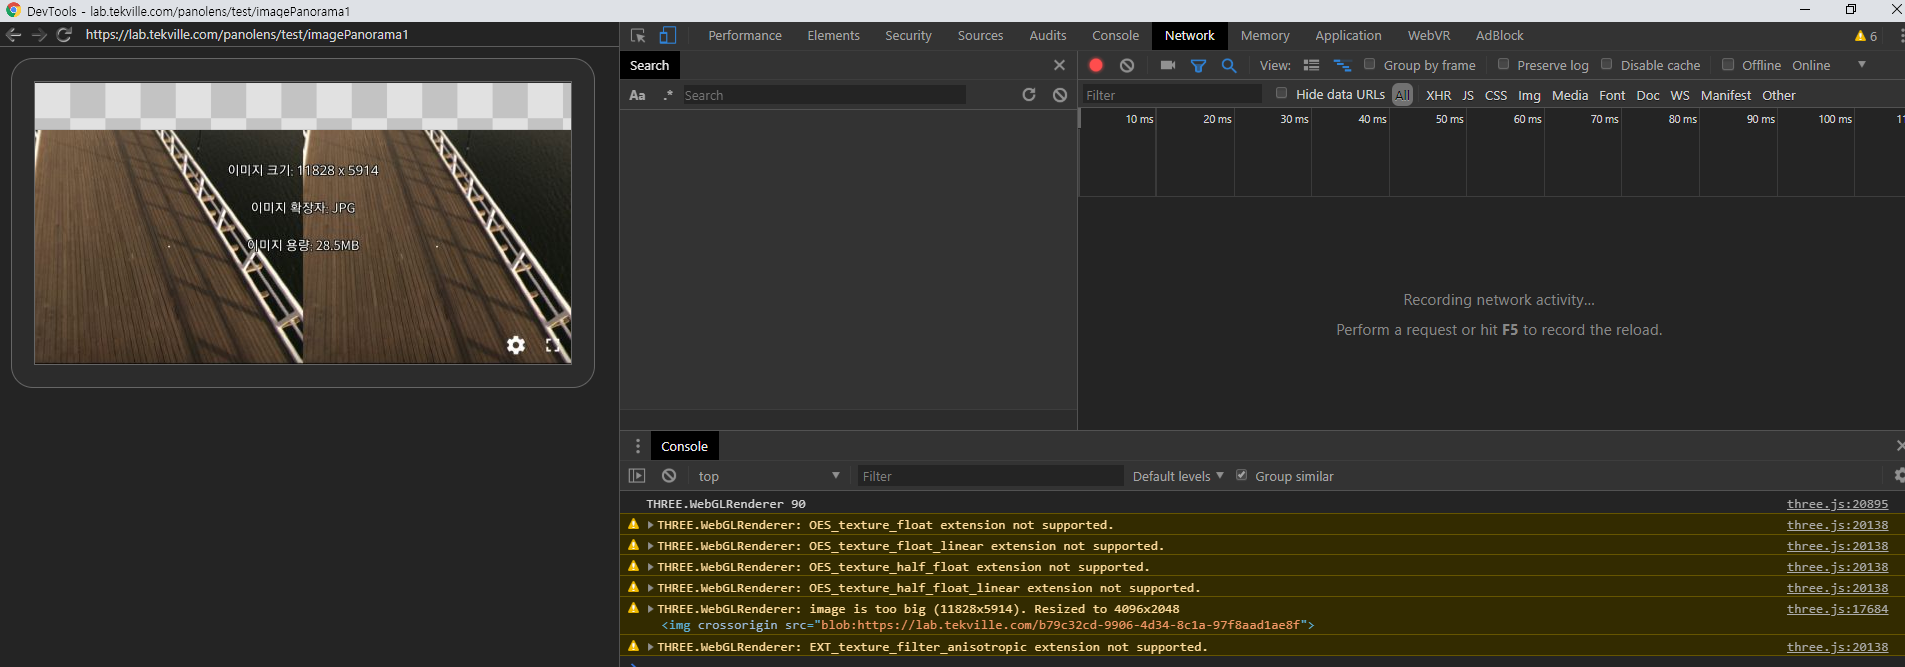 DevTools - lab.tekville.com/panolens/test/imagePanorama1
https://lab.tekville.com/panolens/test/imagePanorama1
이미지 크기: 11828 x 5914
이미지 확장자: JPG
이미지 용량: 28.5MB
Performance Elements Security Sources Audits Console Network Memory Application WebVR AdBlock 6
Search
Aa .* Search
View: Group by frame Preserve log Disable cache Offline Online
Filter Hide data URLs All XHR JS CSS Img Media Font Doc WS Manifest Other
10 ms 20 ms 30 ms 40 ms 50 ms 60 ms 70 ms 80 ms 90 ms 100 ms
Recording network activity...
Perform a request or hit F5 to record the reload.
Console
top Filter Default levels Group similar
THREE.WebGLRenderer 90 three.js:20895
THREE.WebGLRenderer: OES_texture_float extension not supported. three.js:20138
THREE.WebGLRenderer: OES_texture_float_linear extension not supported. three.js:20138
THREE.WebGLRenderer: OES_texture_half_float extension not supported. three.js:20138
THREE.WebGLRenderer: OES_texture_half_float_linear extension not supported. three.js:20138
THREE.WebGLRenderer: image is too big (11828x5914). Resized to 4096x2048 three.js:17684
<img crossorigin src="blob:https://lab.tekville.com/b79c32cd-9906-4d34-8c1a-97f8aad1ae8f">
THREE.WebGLRenderer: EXT_texture_filter_anisotropic extension not supported. three.js:20138